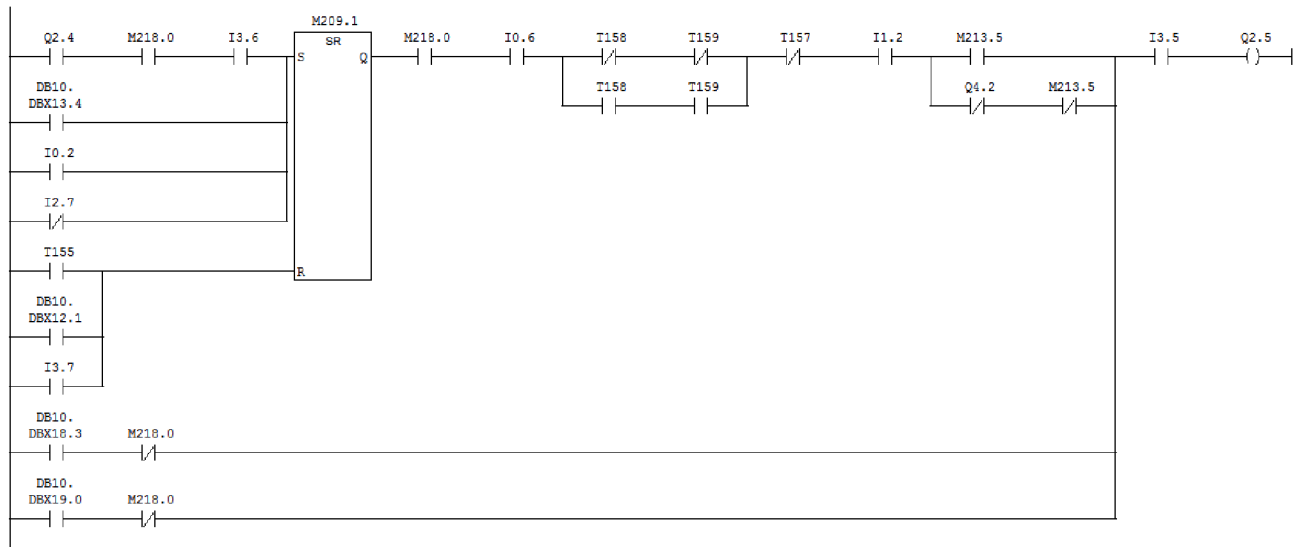 M209.1
Q2.4 M218.0 I3.6 SR M218.0 I0.6 T158 T159 T157 I1.2 M213.5 I3.5 Q2.5
S Q
DB10. T158 T159 Q4.2 M213.5
DBX13.4
I0.2
I2.7
T155
R
DB10.
DBX12.1
I3.7
DB10.
DBX18.3 M218.0
DB10.
DBX19.0 M218.0